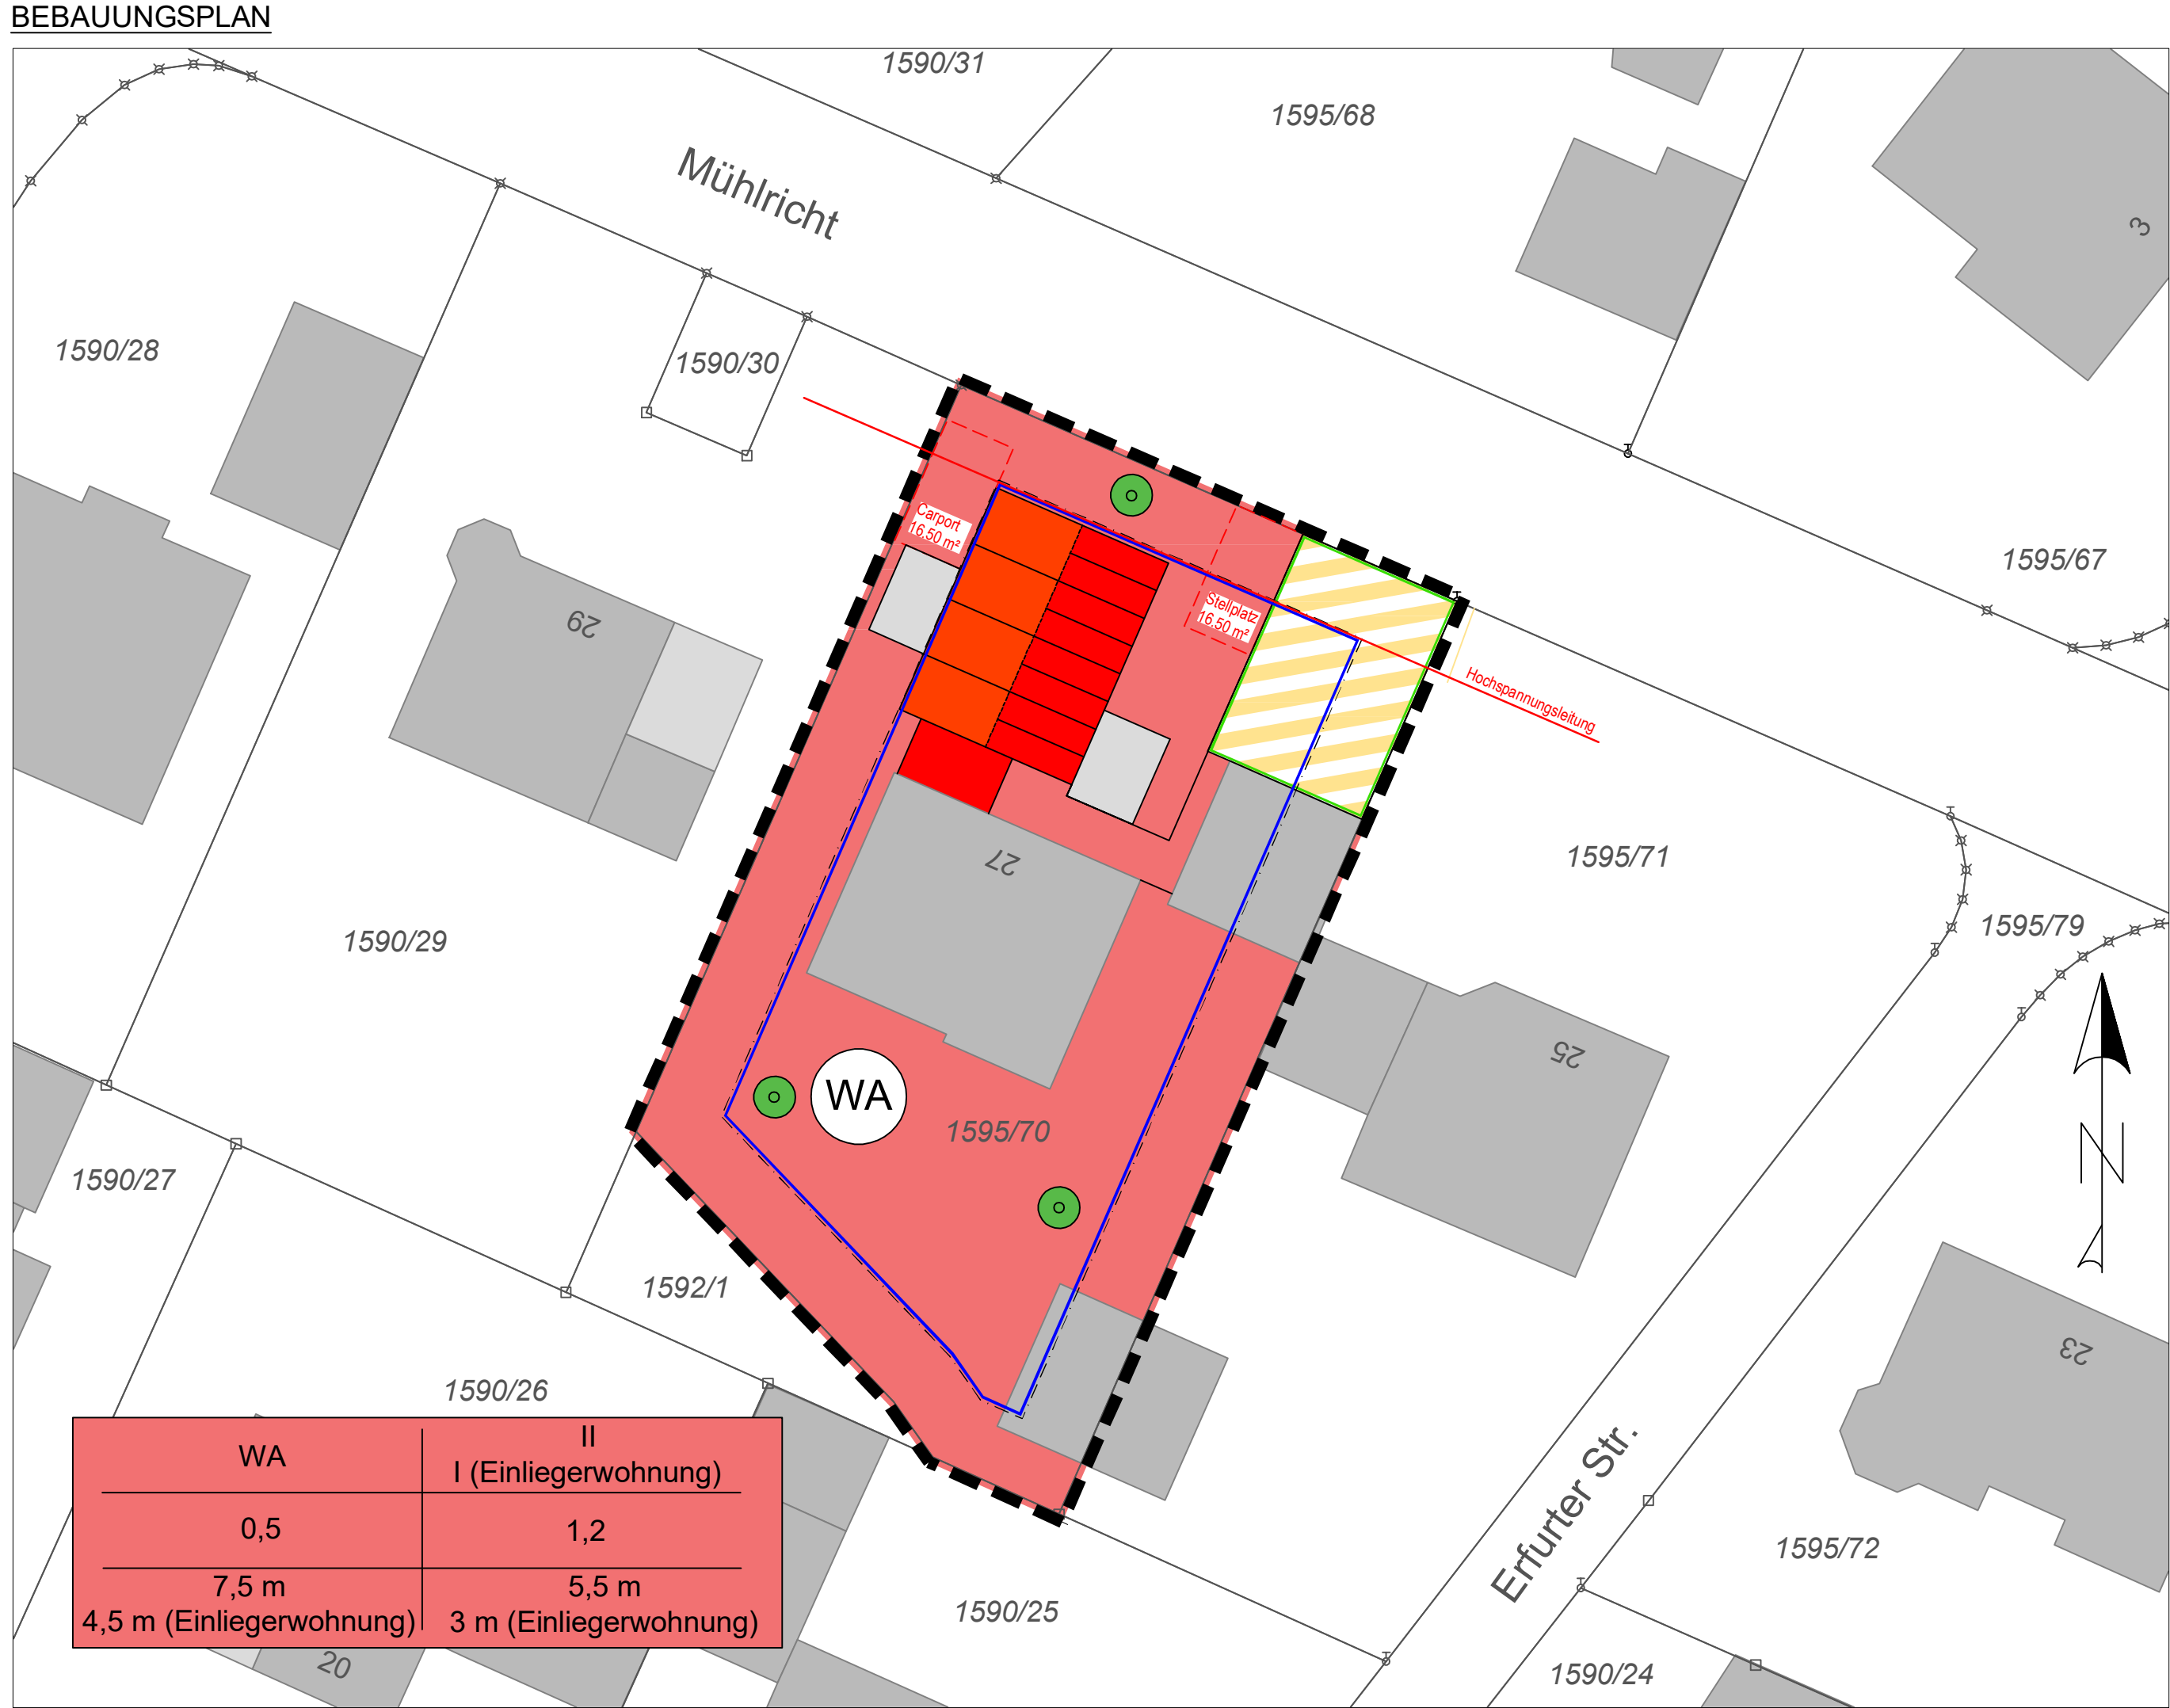 BEBAUUNGSPLAN
1590/31
1595/68
Mühlricht
3
1590/28
1590/30
1595/67
Carport
16.50 m²
Stellplatz
16.50 m²
29
Hochspannungsleitung
27
1595/71
1590/29
1595/79
25
WA
1595/70
N
1590/27
1592/1
23
1590/26
Erfurter Str.
WA
II
I (Einliegerwohnung)
0,5
1,2
7,5 m
4,5 m (Einliegerwohnung)
5,5 m
3 m (Einliegerwohnung)
1595/72
1590/25
20
1590/24